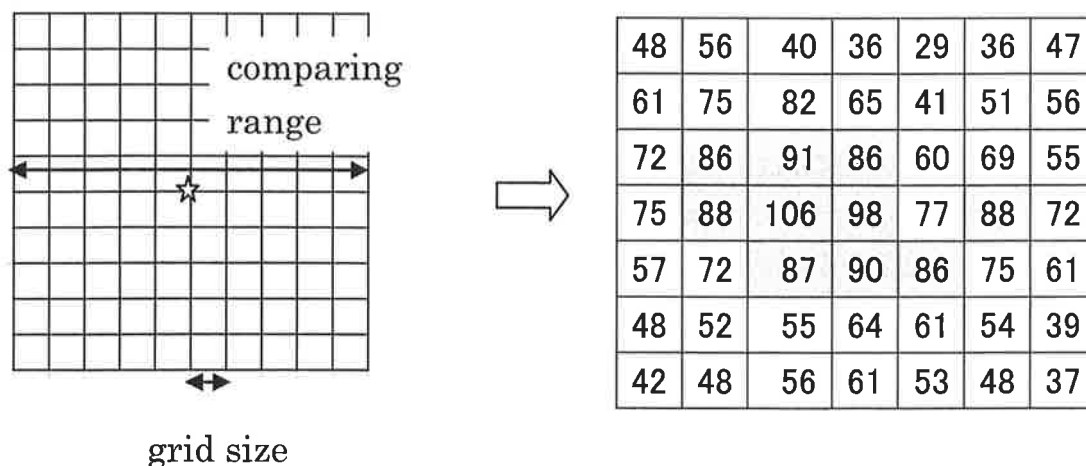 comparing
range
grid size
48 56 40 36 29 36 47
61 75 82 65 41 51 56
72 86 91 86 60 69 55
75 88 106 98 77 88 72
57 72 87 90 86 75 61
48 52 55 64 61 54 39
42 48 56 61 53 48 37